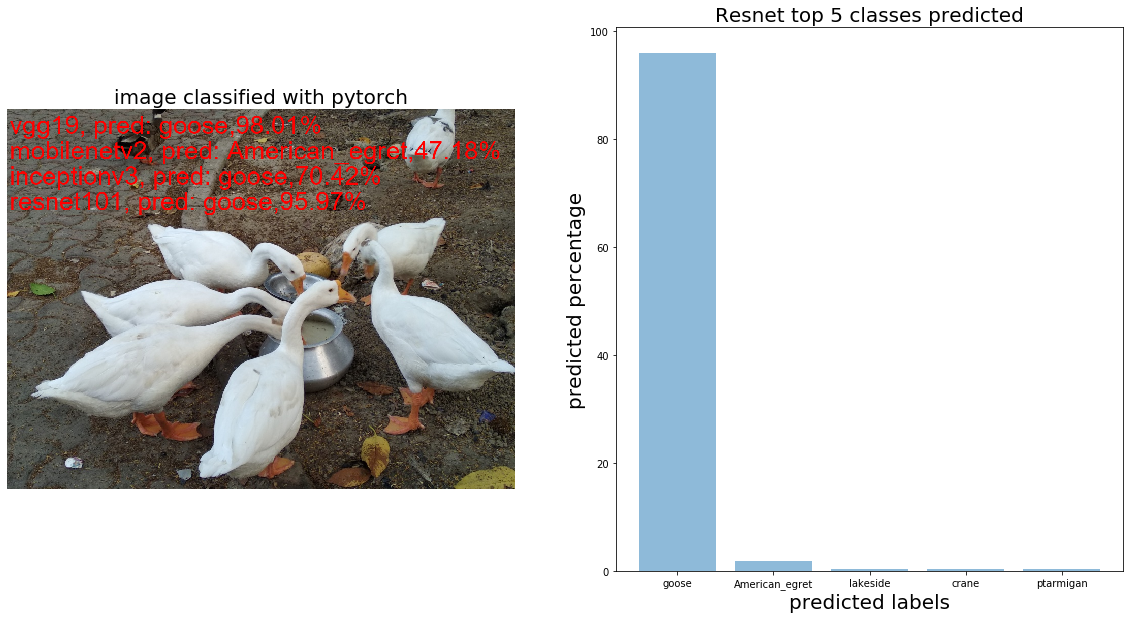 image classified with pytorch
vgg19, pred: goose,98.01%
mobilenetv2, pred: American_egret,47.18%
inceptionv3, pred: goose,70.42%
resnet101, pred: goose,95.97%
Resnet top 5 classes predicted
predicted percentage
100
80
60
40
20
0
goose American_egret lakeside crane ptarmigan
predicted labels